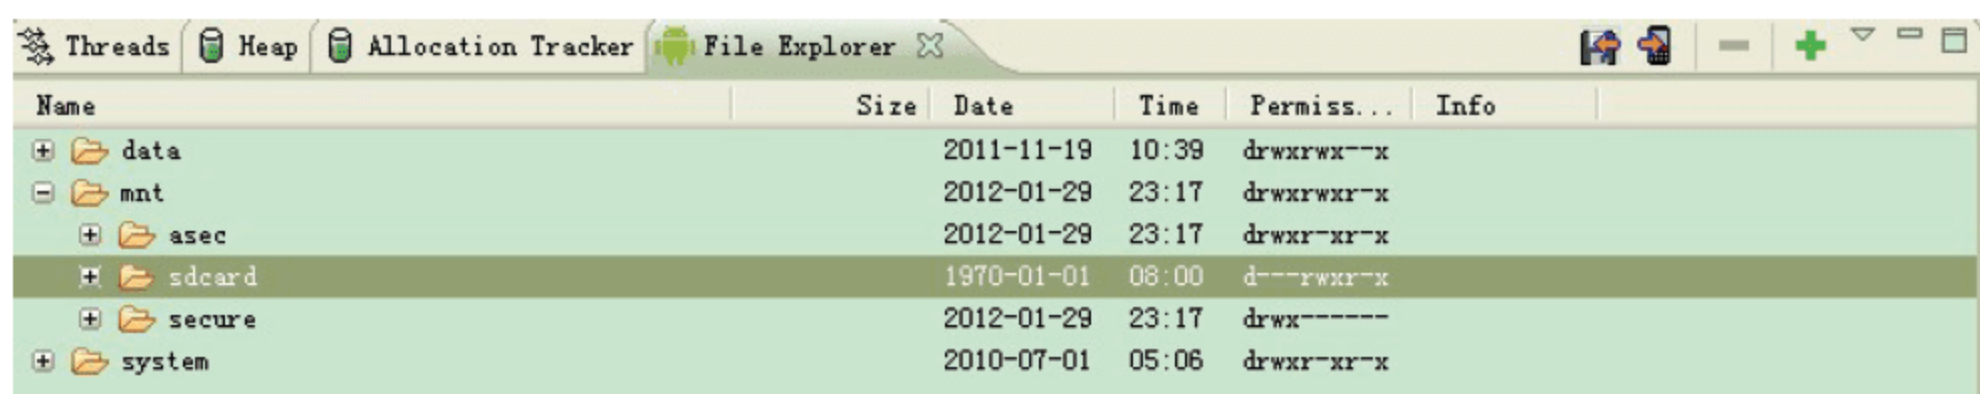 Threads Heap Allocation Tracker File Explorer
Name Size Date Time Permiss... Info
data 2011-11-19 10:39 drwxrwx--x
mnt 2012-01-29 23:17 drwxrwxr-x
asec 2012-01-29 23:17 drwxr-xr-x
sdcard 1970-01-01 08:00 d---rwxr-x
secure 2012-01-29 23:17 drwx------
system 2010-07-01 05:06 drwxr-xr-x